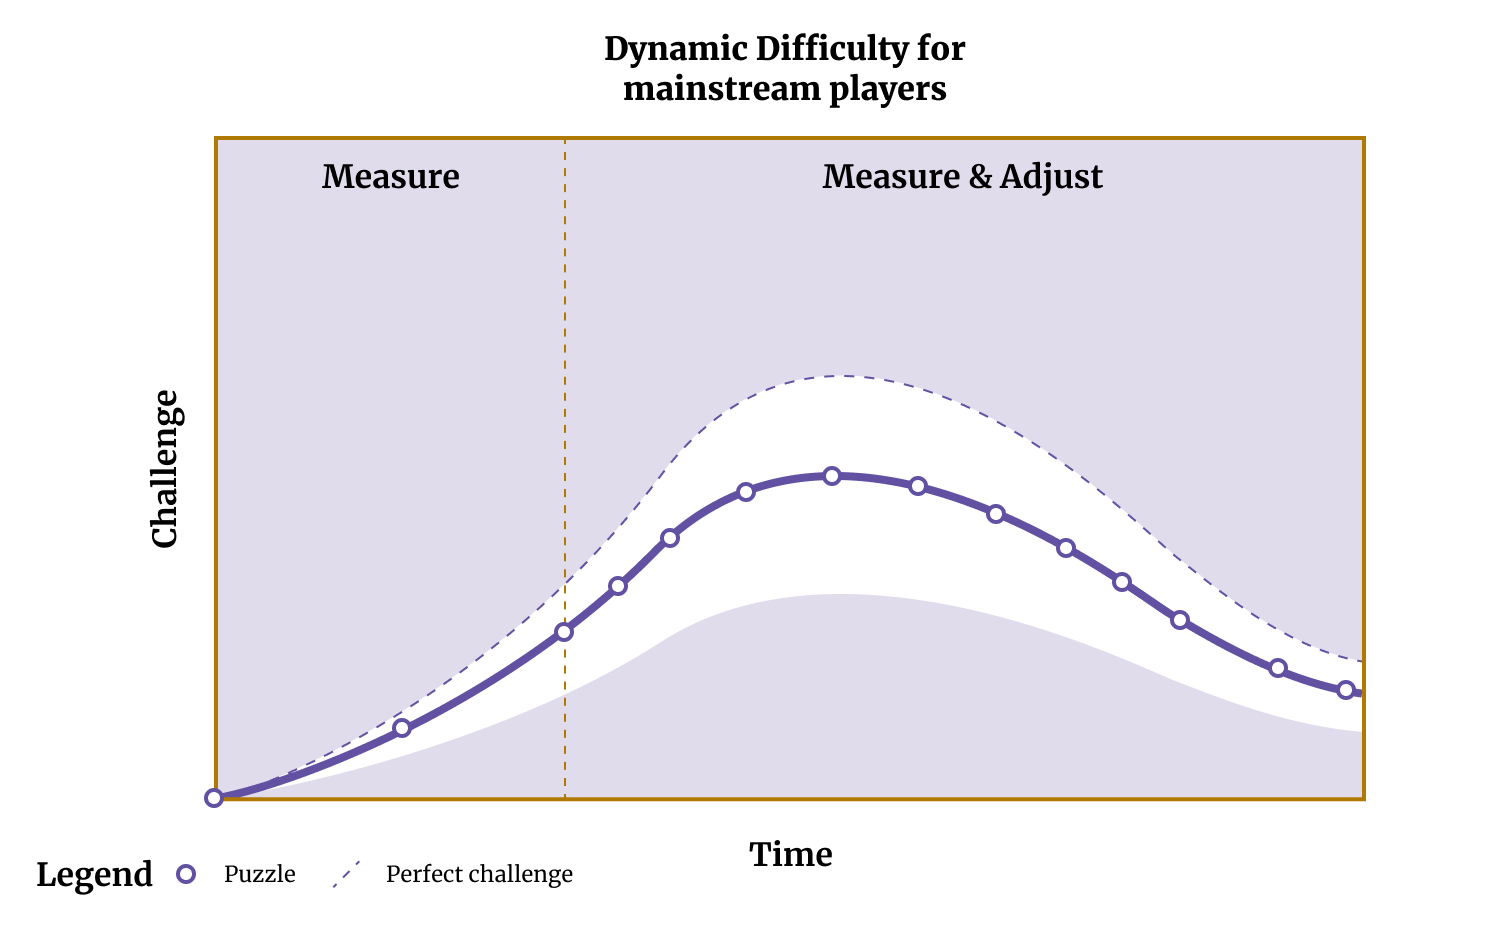 Dynamic Difficulty for
mainstream players
Measure
Measure & Adjust
Challenge
Time
Legend
Puzzle
Perfect challenge